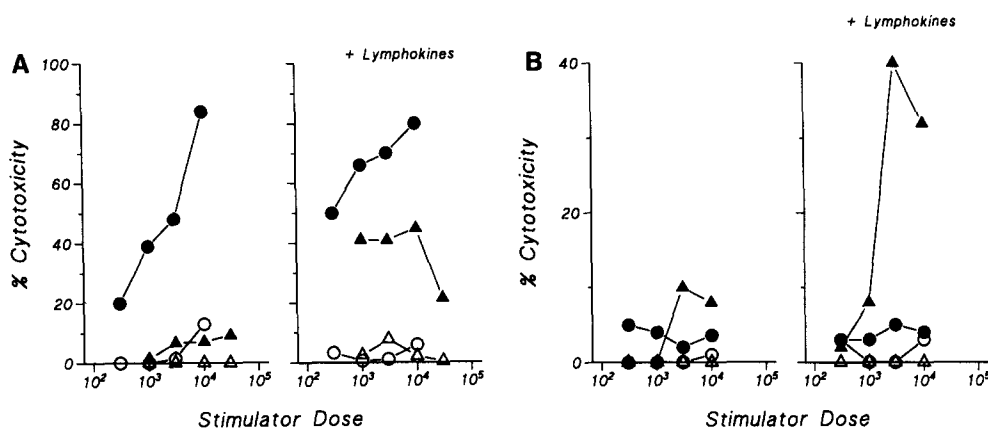 + Lymphokines
+ Lymphokines
A
B
% Cytotoxicity
100
80
60
40
20
0
10² 10³ 10⁴ 10⁵
10² 10³ 10⁴ 10⁵
Stimulator Dose
% Cytotoxicity
40
20
0
10² 10³ 10⁴ 10⁵
10² 10³ 10⁴ 10⁵
Stimulator Dose